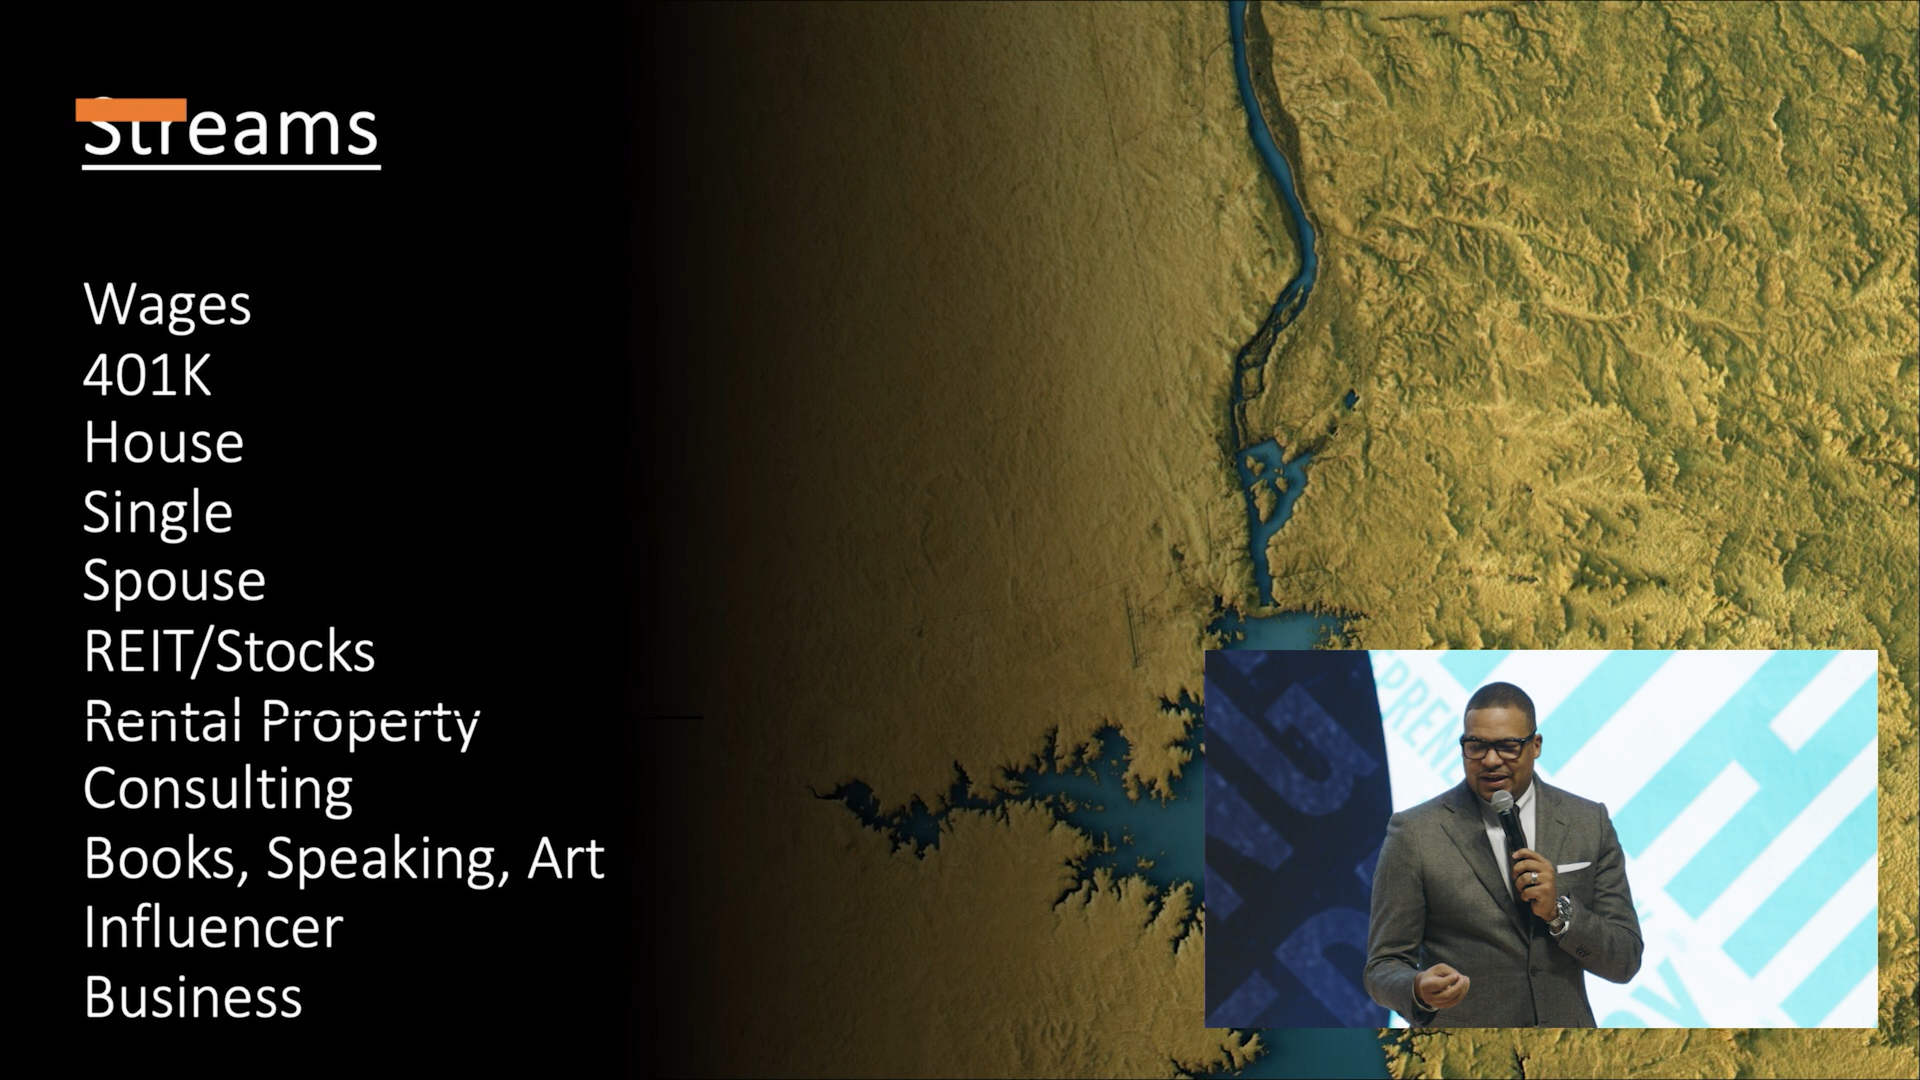 Streams
Wages
401K
House
Single
Spouse
REIT/Stocks
Rental Property
Consulting
Books, Speaking, Art
Influencer
Business